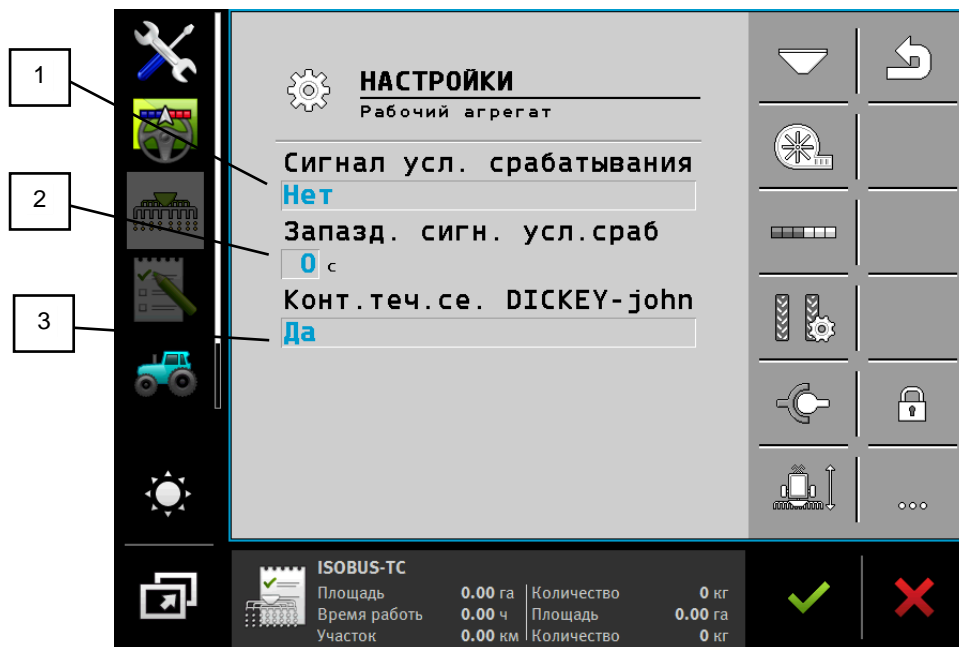 1
2
3
НАСТРОЙКИ
Рабочий агрегат
Сигнал усл. срабатывания
Нет
Запазд. сигн. усл.сраб
0 с
Конт.теч.се. DICKEY-john
Да
ISOBUS-TC
Площадь 0.00 га Количество 0 кг
Время работь 0.00 ч Площадь 0.00 га
Участок 0.00 км Количество 0 кг